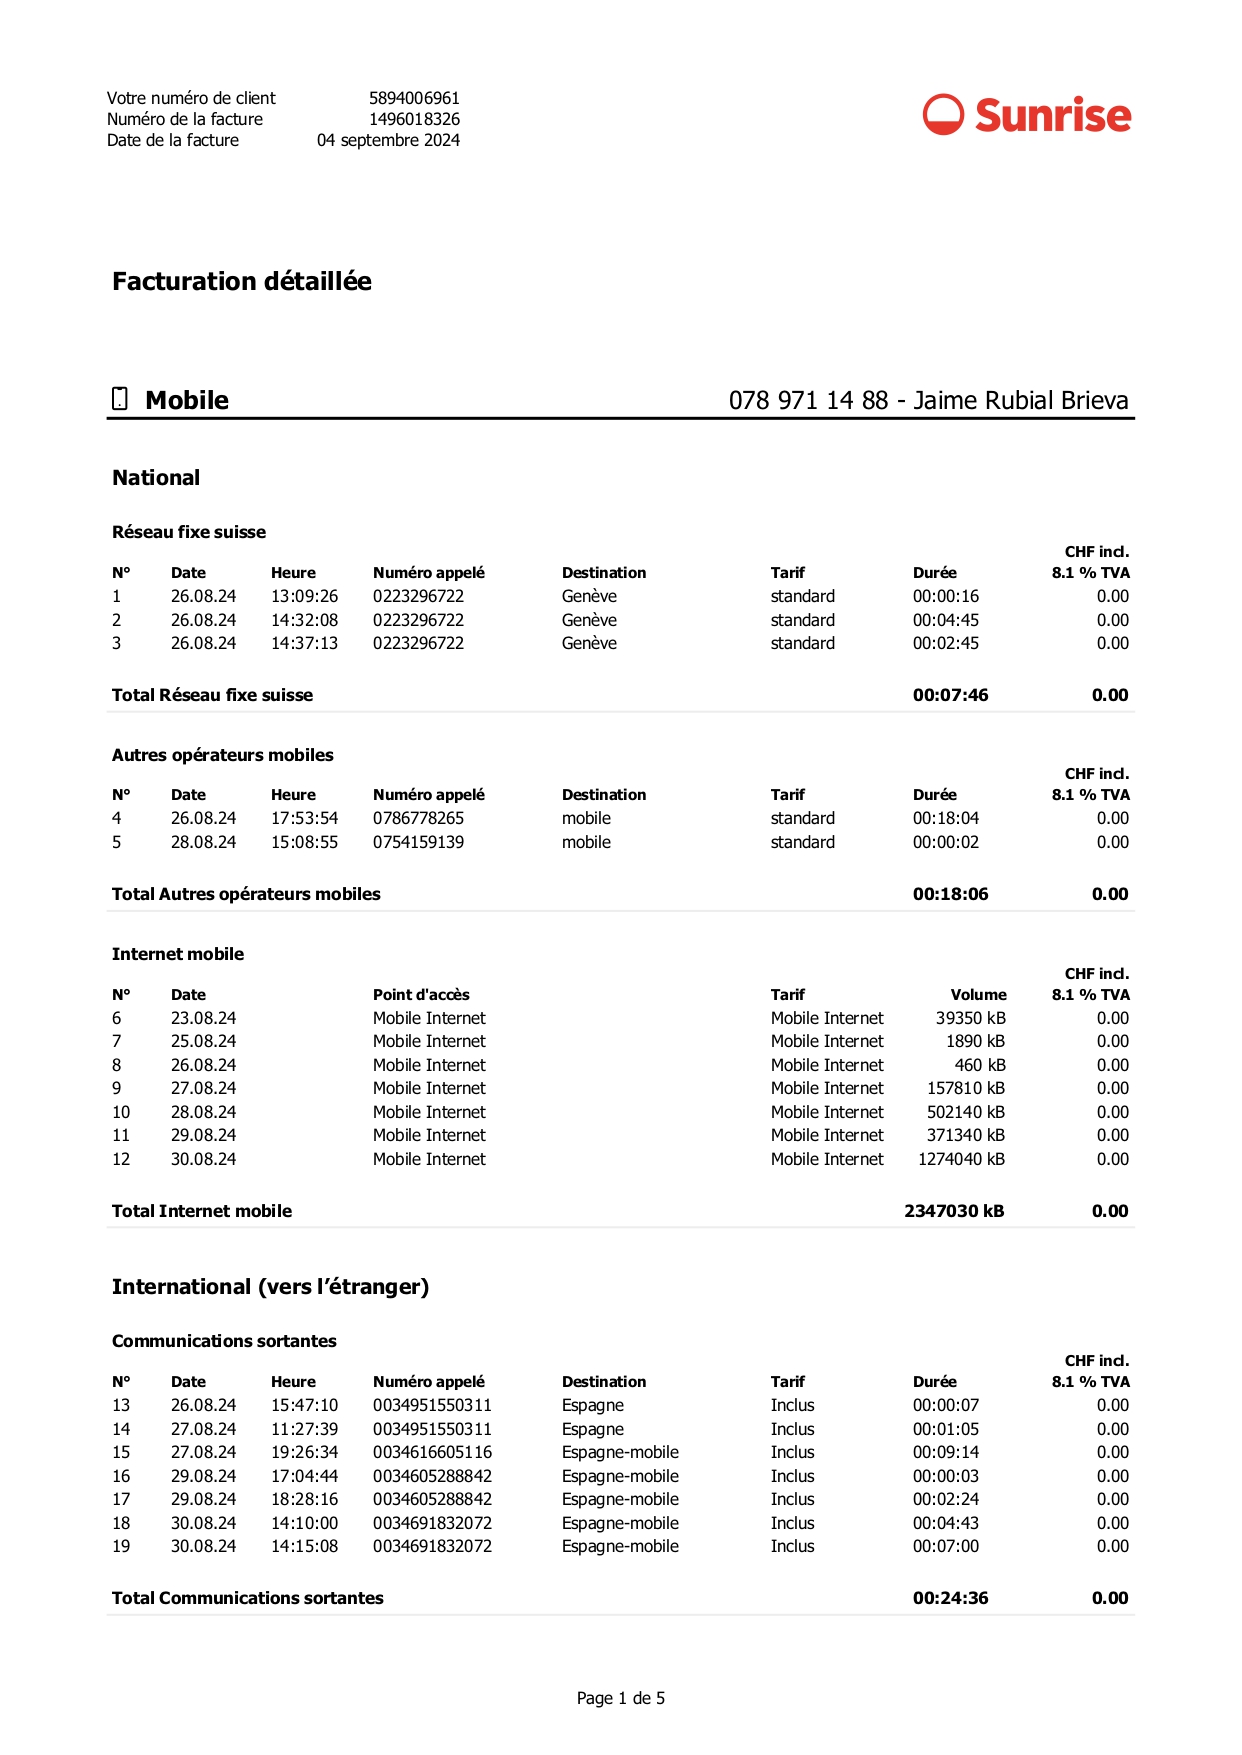 Votre numéro de client 5894006961
Numéro de la facture 1496018326
Date de la facture 04 septembre 2024
Sunrise
Facturation détaillée
Mobile 078 971 14 88 - Jaime Rubial Brieva
National
Réseau fixe suisse
CHF incl.
N° Date Heure Numéro appelé Destination Tarif Durée 8.1 % TVA
1 26.08.24 13:09:26 0223296722 Genève standard 00:00:16 0.00
2 26.08.24 14:32:08 0223296722 Genève standard 00:04:45 0.00
3 26.08.24 14:37:13 0223296722 Genève standard 00:02:45 0.00
Total Réseau fixe suisse 00:07:46 0.00
Autres opérateurs mobiles
CHF incl.
N° Date Heure Numéro appelé Destination Tarif Durée 8.1 % TVA
4 26.08.24 17:53:54 0786778265 mobile standard 00:18:04 0.00
5 28.08.24 15:08:55 0754159139 mobile standard 00:00:02 0.00
Total Autres opérateurs mobiles 00:18:06 0.00
Internet mobile
CHF incl.
N° Date Point d'accès Tarif Volume 8.1 % TVA
6 23.08.24 Mobile Internet Mobile Internet 39350 kB 0.00
7 25.08.24 Mobile Internet Mobile Internet 1890 kB 0.00
8 26.08.24 Mobile Internet Mobile Internet 460 kB 0.00
9 27.08.24 Mobile Internet Mobile Internet 157810 kB 0.00
10 28.08.24 Mobile Internet Mobile Internet 502140 kB 0.00
11 29.08.24 Mobile Internet Mobile Internet 371340 kB 0.00
12 30.08.24 Mobile Internet Mobile Internet 1274040 kB 0.00
Total Internet mobile 2347030 kB 0.00
International (vers l’étranger)
Communications sortantes
CHF incl.
N° Date Heure Numéro appelé Destination Tarif Durée 8.1 % TVA
13 26.08.24 15:47:10 0034951550311 Espagne Inclus 00:00:07 0.00
14 27.08.24 11:27:39 0034951550311 Espagne Inclus 00:01:05 0.00
15 27.08.24 19:26:34 0034616605116 Espagne-mobile Inclus 00:09:14 0.00
16 29.08.24 17:04:44 0034605288842 Espagne-mobile Inclus 00:00:03 0.00
17 29.08.24 18:28:16 0034605288842 Espagne-mobile Inclus 00:02:24 0.00
18 30.08.24 14:10:00 0034691832072 Espagne-mobile Inclus 00:04:43 0.00
19 30.08.24 14:15:08 0034691832072 Espagne-mobile Inclus 00:07:00 0.00
Total Communications sortantes 00:24:36 0.00
Page 1 de 5